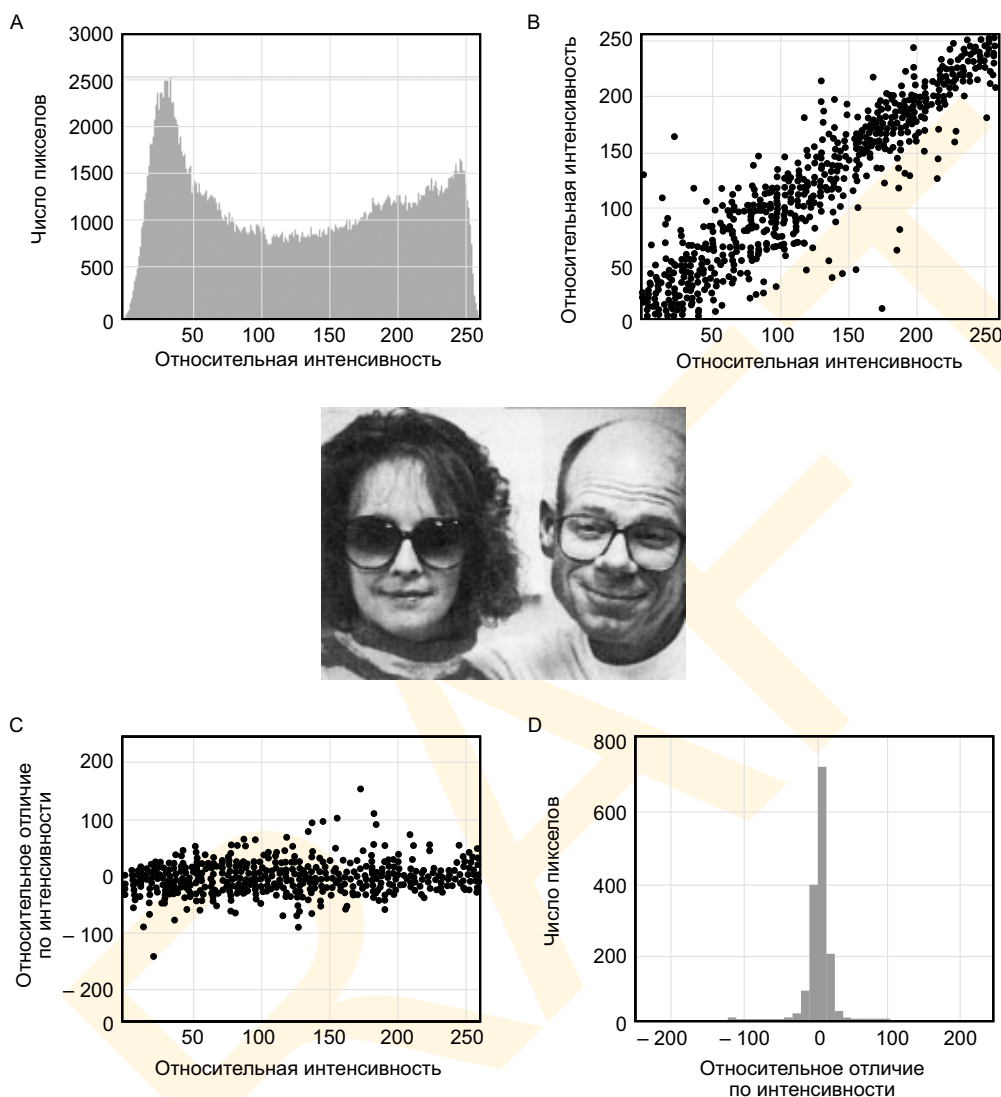 A
3000
2500
2000
1500
1000
500
0
Число пикселов
50 100 150 200 250
Относительная интенсивность
B
250
200
150
100
50
0
Относительная интенсивность
50 100 150 200 250
Относительная интенсивность
C
200
100
0
– 100
– 200
0
Относительное отличие
по интенсивности
50 100 150 200 250
Относительная интенсивность
D
800
600
400
200
0
Число пикселов
– 200 – 100 0 100 200
Относительное отличие
по интенсивности